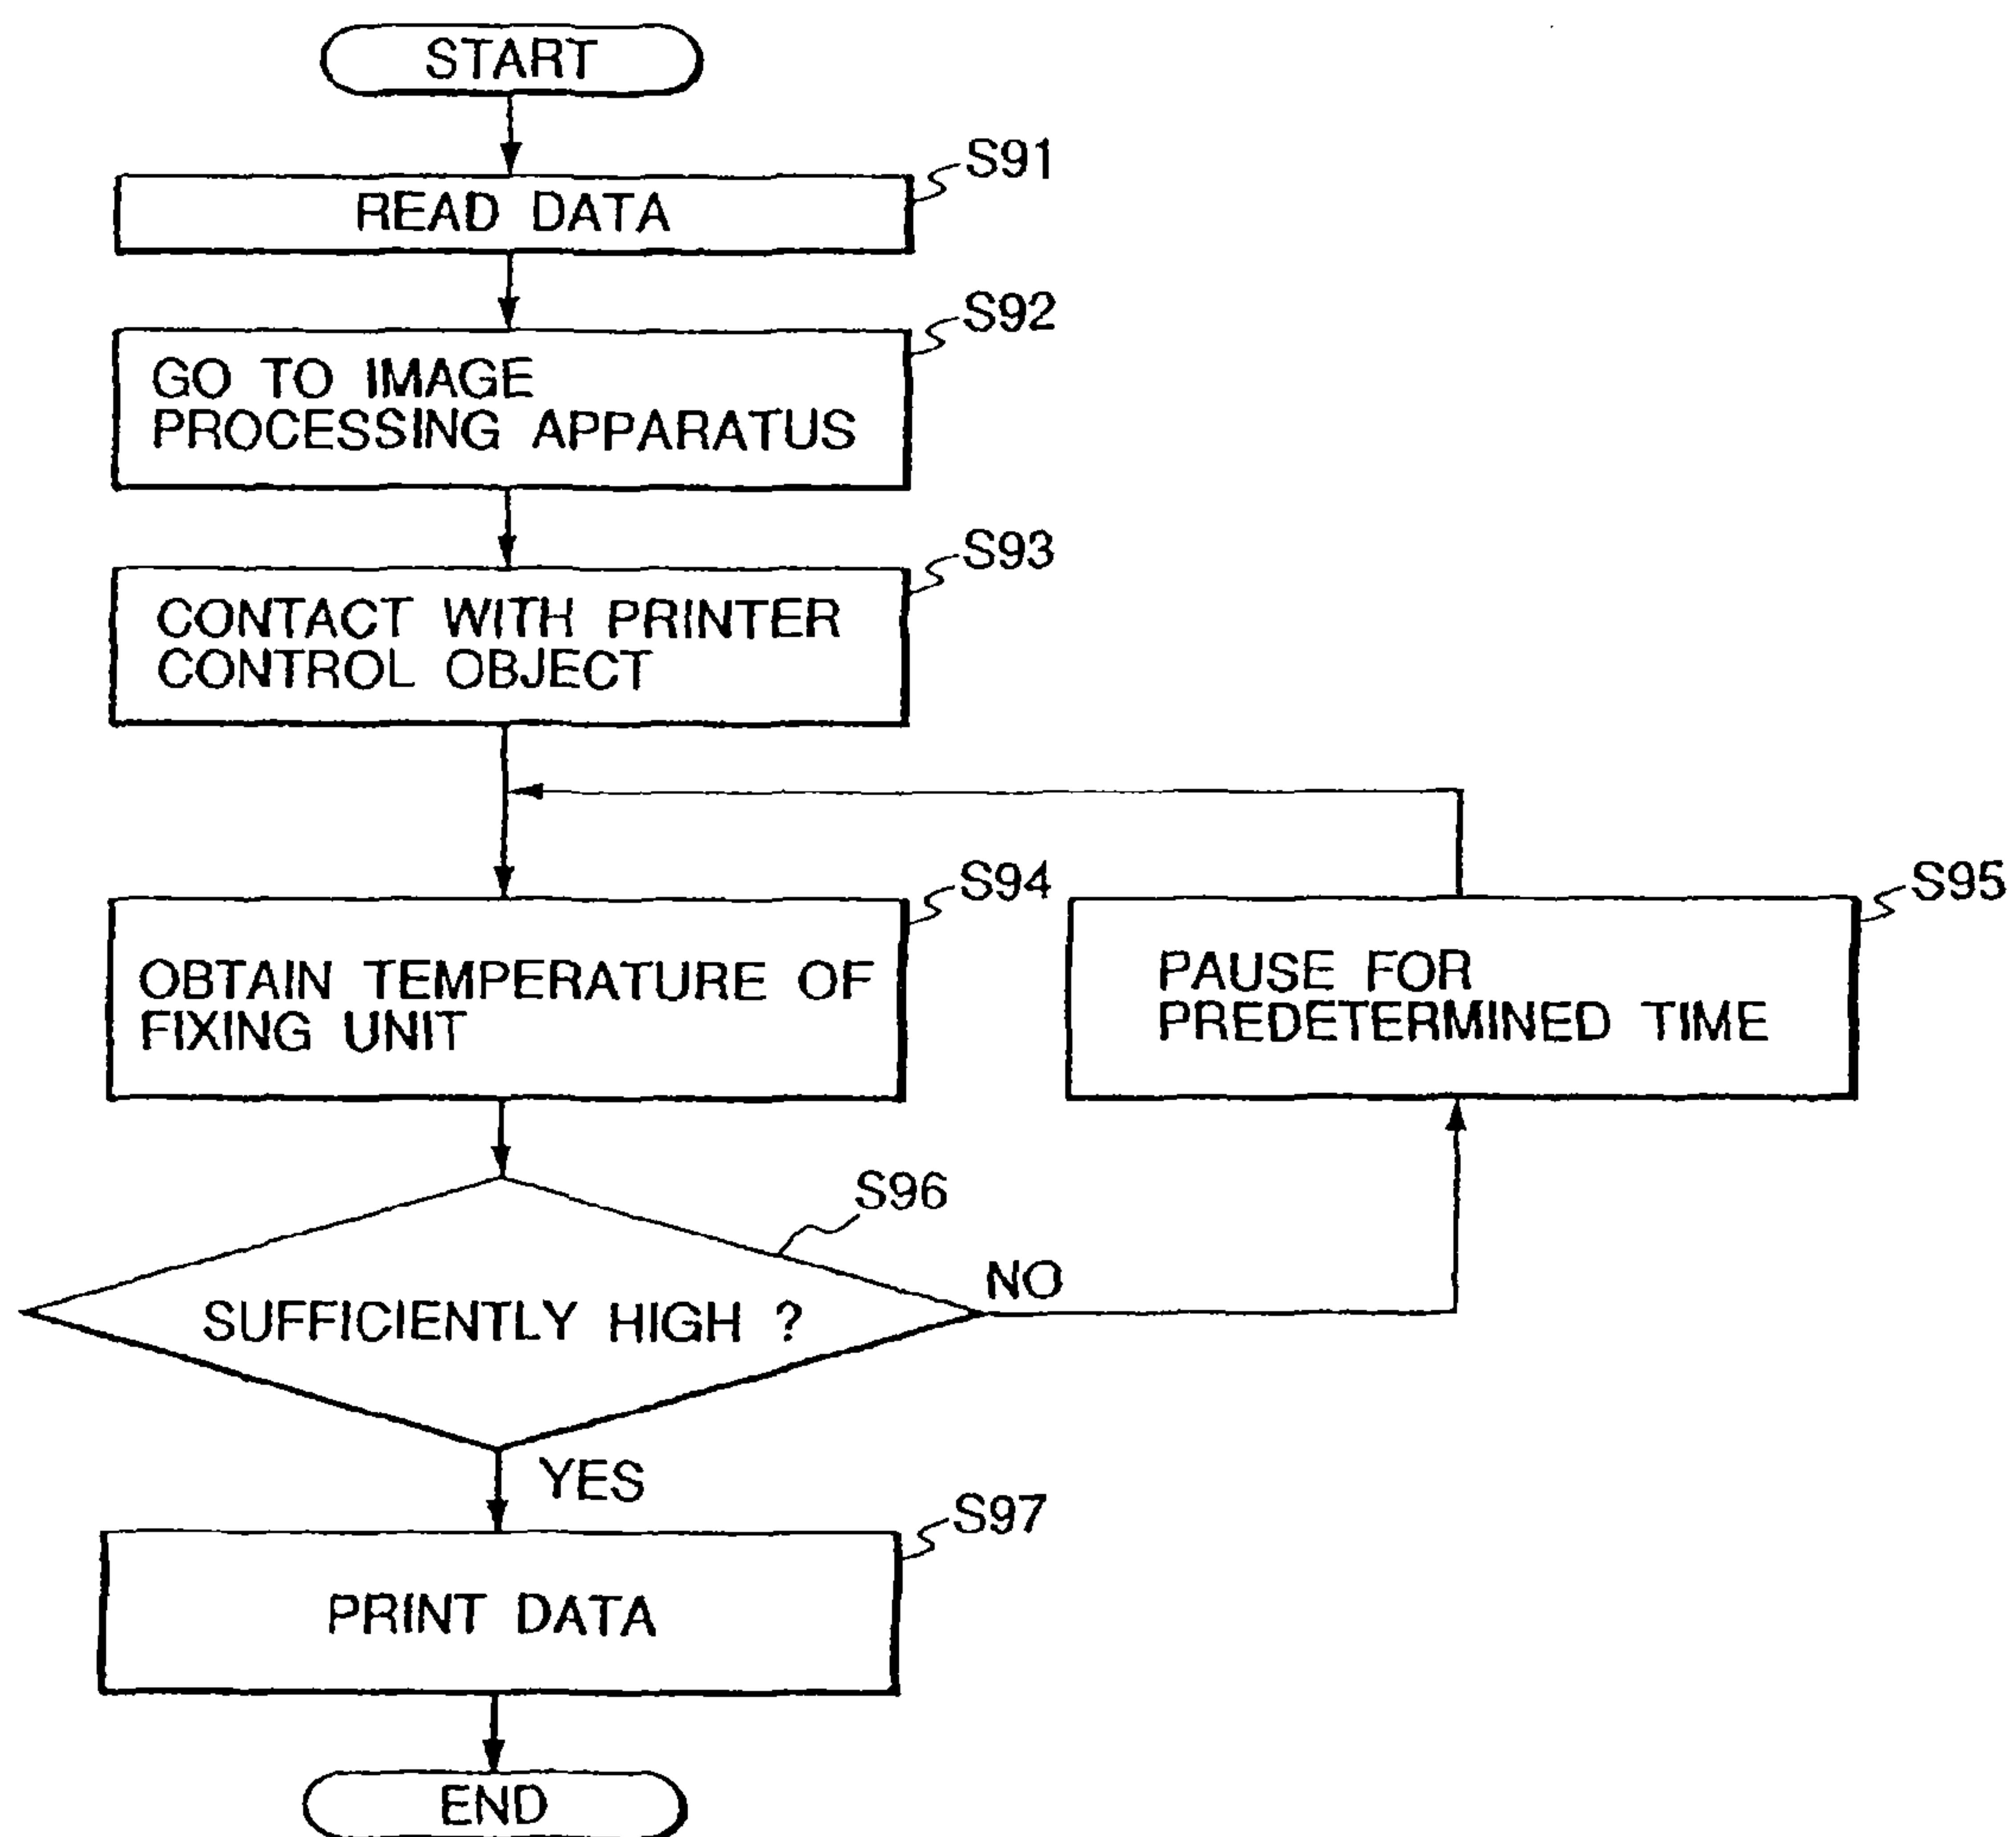 START
S91
READ DATA
S92
GO TO IMAGE
PROCESSING APPARATUS
S93
CONTACT WITH PRINTER
CONTROL OBJECT
S94
OBTAIN TEMPERATURE OF
FIXING UNIT
S95
PAUSE FOR
PREDETERMINED TIME
S96
SUFFICIENTLY HIGH ?
NO
YES
S97
PRINT DATA
END